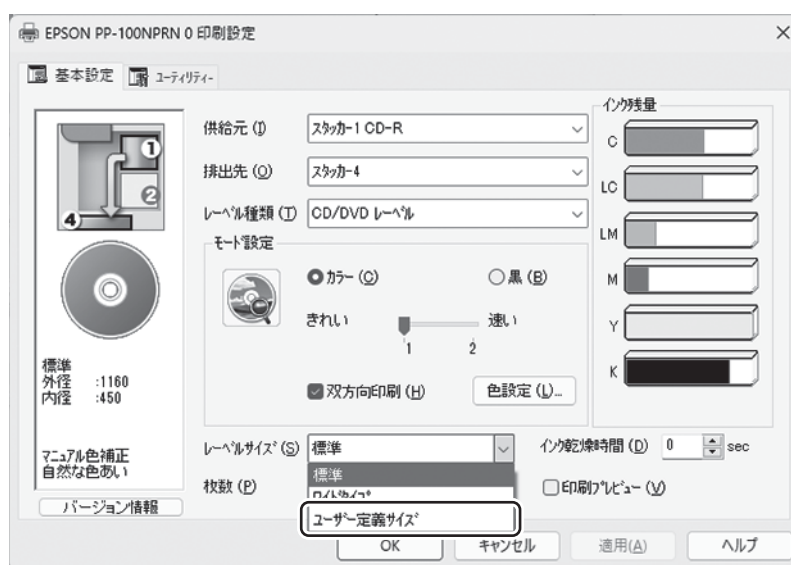 EPSON PP-100NPRN 0 印刷設定
基本設定 ユーティリティー
供給元 (I) スタッカー1 CD-R
排出先 (O) スタッカー4
レーベル種類 (T) CD/DVD レーベル
1
2
4
標準
外径 :1160
内径 :450
マニュアル色補正
自然な色あい
バージョン情報
モード設定
カラー (C) 黒 (B)
きれい 速い
1 2
双方向印刷 (H) 色設定 (L)...
レーベルサイズ (S) 標準
標準
ワイドタイプ
ユーザー定義サイズ
枚数 (P)
インク残量
C
LC
LM
M
Y
K
インク乾燥時間 (D) 0 sec
印刷プレビュー (V)
OK キャンセル 適用(A) ヘルプ